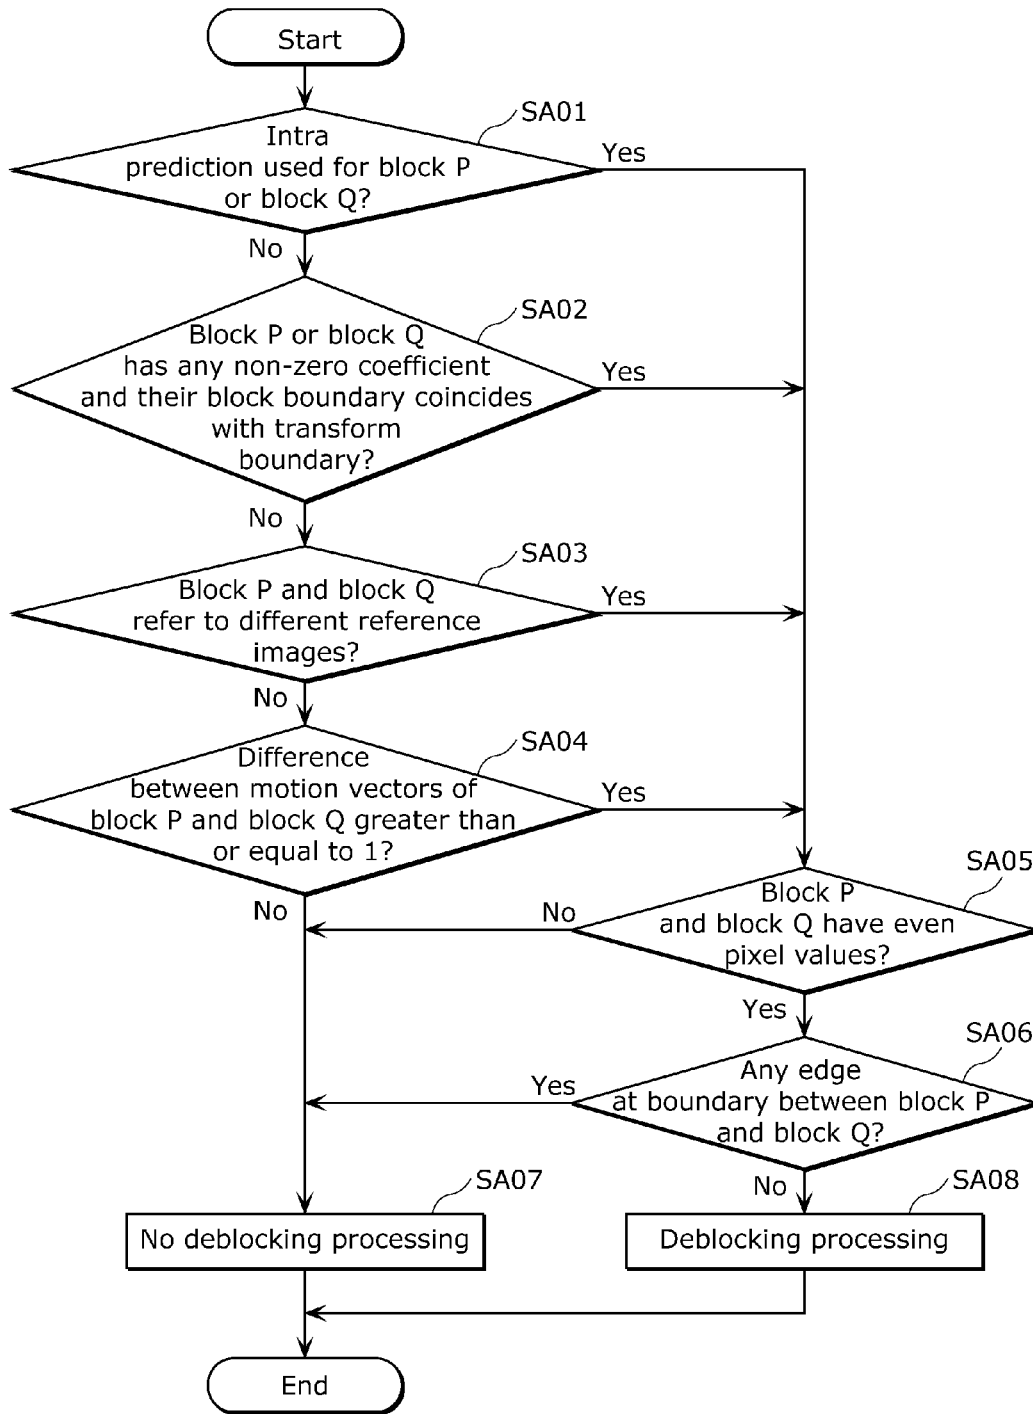 Start
SA01
Intra
prediction used for block P
or block Q?
Yes
No
SA02
Block P or block Q
has any non-zero coefficient
and their block boundary coincides
with transform
boundary?
Yes
No
SA03
Block P and block Q
refer to different reference
images?
Yes
No
SA04
Difference
between motion vectors of
block P and block Q greater than
or equal to 1?
Yes
No
SA05
Block P
and block Q have even
pixel values?
No
Yes
SA06
Any edge
at boundary between block P
and block Q?
Yes
No
SA07
No deblocking processing
SA08
Deblocking processing
End